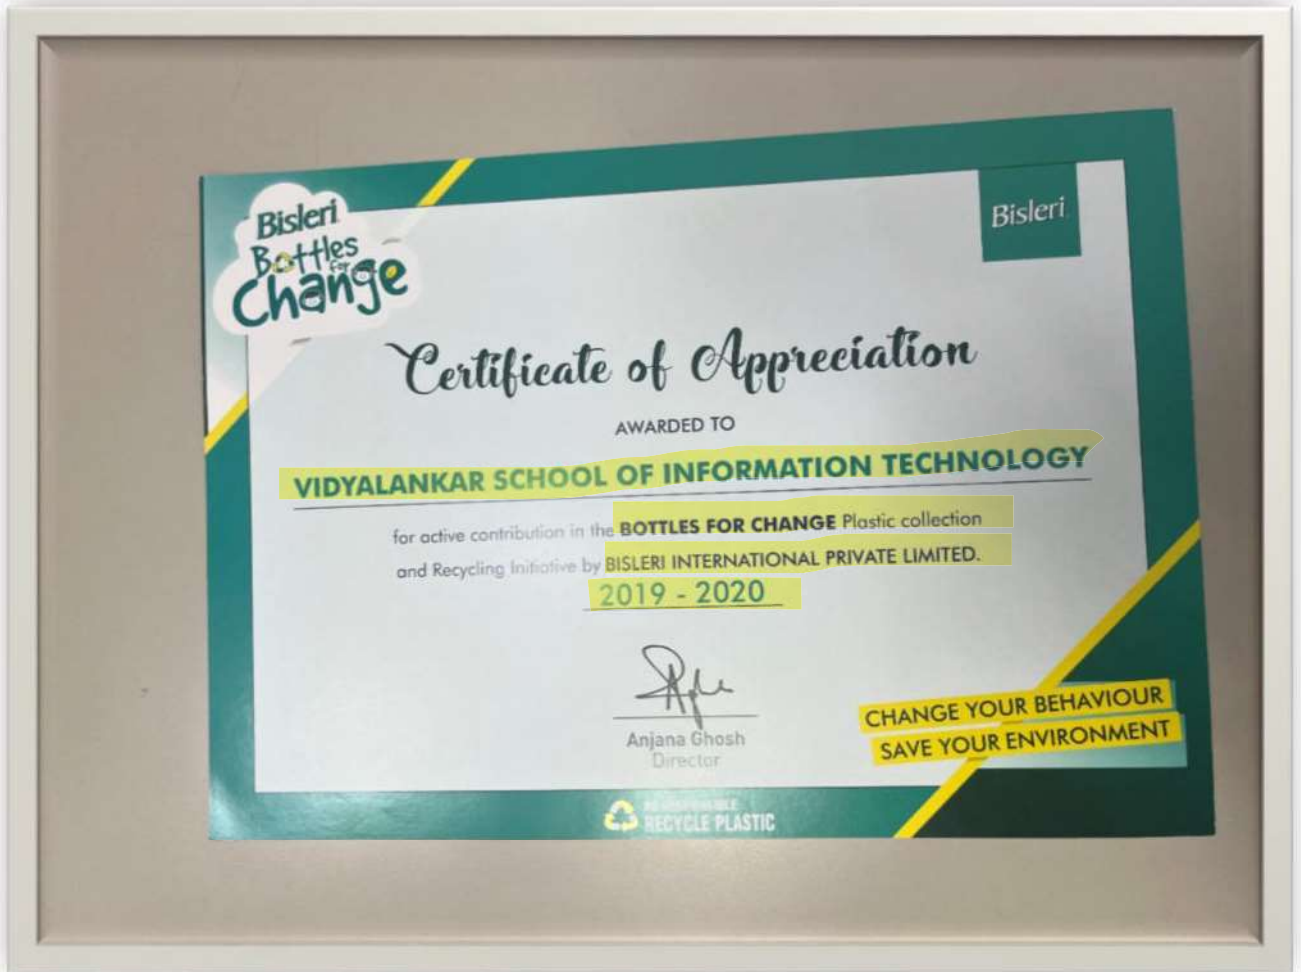 Bisleri
Bottles
for
Change
Bisleri
Certificate of Appreciation
AWARDED TO
VIDYALANKAR SCHOOL OF INFORMATION TECHNOLOGY
for active contribution in the BOTTLES FOR CHANGE Plastic collection
and Recycling Initiative by BISLERI INTERNATIONAL PRIVATE LIMITED.
2019 - 2020
Anjana Ghosh
Director
CHANGE YOUR BEHAVIOUR
SAVE YOUR ENVIRONMENT
RECYCLE PLASTIC